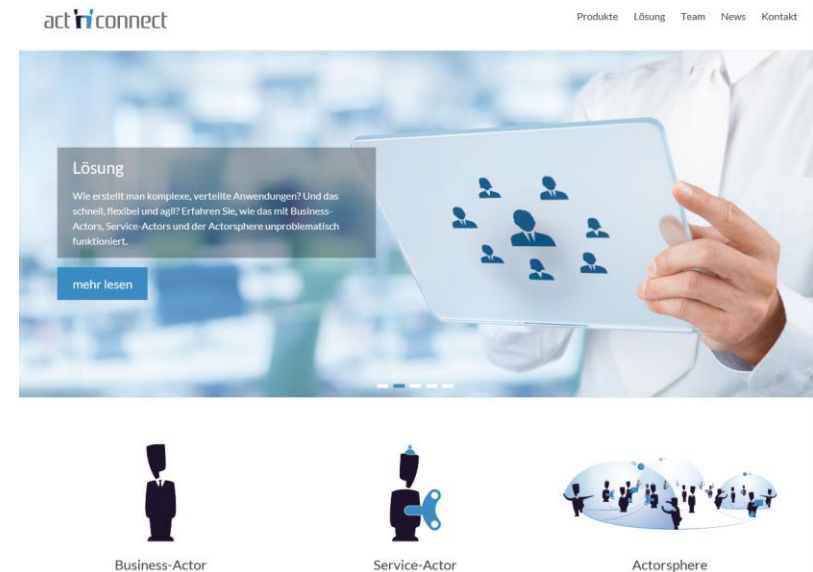 act 'n' connect
Produkte Lösung Team News Kontakt
Lösung
Wie erstellt man komplexe, verteilte Anwendungen? Und das
schnell, flexibel und agil? Erfahren Sie, wie das mit Business-
Actors, Service-Actors und der Actorsphere unproblematisch
funktioniert.
mehr lesen
Business-Actor Service-Actor Actorsphere